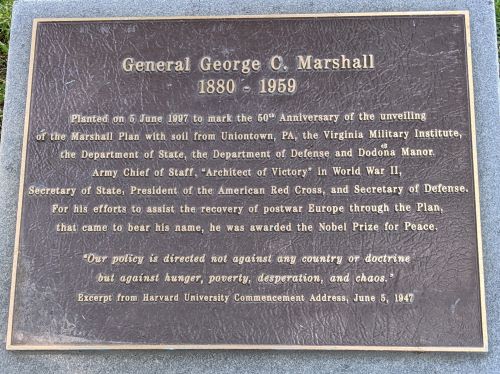 General George C. Marshall
1880 - 1959
Planted on 5 June 1997 to mark the 50th Anniversary of the unveiling
of the Marshall Plan with soil from Uniontown, PA, the Virginia Military Institute,
the Department of State, the Department of Defense and Dodona Manor.
Army Chief of Staff, "Architect of Victory" in World War II,
Secretary of State, President of the American Red Cross, and Secretary of Defense.
For his efforts to assist the recovery of postwar Europe through the Plan,
that came to bear his name, he was awarded the Nobel Prize for Peace.
"Our policy is directed not against any country or doctrine
but against hunger, poverty, desperation, and chaos."
Excerpt from Harvard University Commencement Address, June 5, 1947